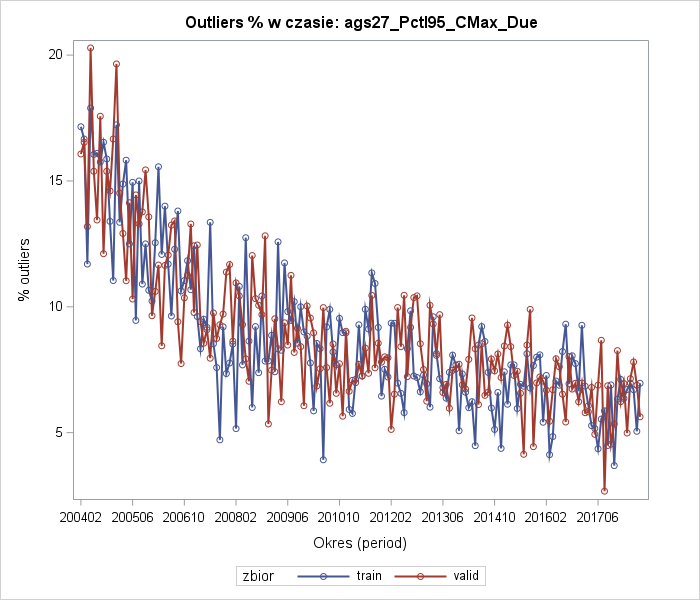 Outliers % w czasie: ags27_Pctl95_CMax_Due
% outliers
20
15
10
5
200402 200506 200610 200802 200906 201010 201202 201306 201410 201602 201706
Okres (period)
zbior train valid